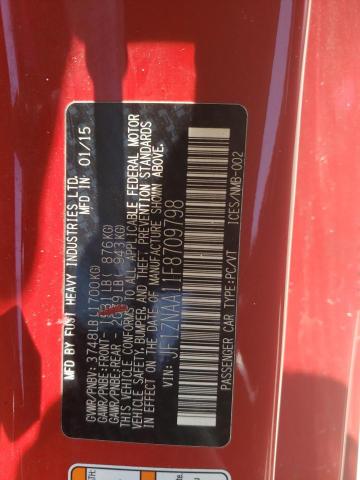 MFD BY FUJI HEAVY INDUSTRIES LTD.
MFD IN 01/15
GVWR/PNBV: 3748LB(1700KG)
GAWR/PNBE:FRONT- 1931LB( 876KG)
GAWR/PNBE:REAR- LB( 943KG)
THIS VEHICLE CONFORMS TO ALL APPLICABLE FEDERAL MOTOR
VEHICLE SAFETY,BUMPER,AND THEFT PREVENTION STANDARDS
IN EFFECT ON THE DATE OF MANUFACTURE SHOWN ABOVE.
VIN: JF1ZNAA11F8709798
PASSENGER CAR TYPE:PC/VT
ICES/NMB-002